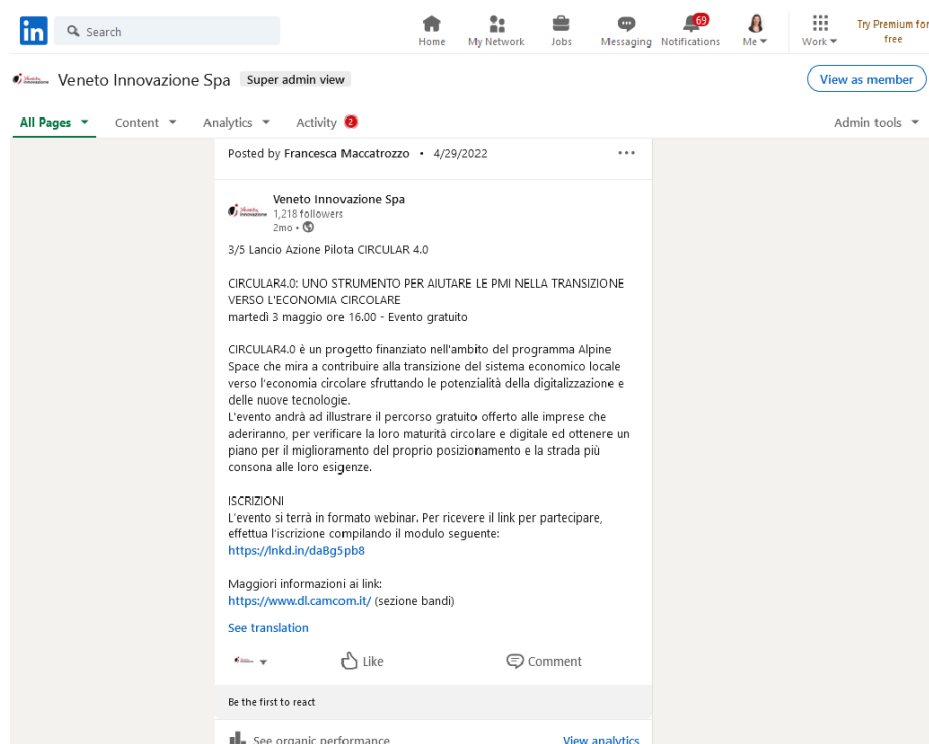 in Search
Home My Network Jobs Messaging 69 Notifications Me Work Try Premium for
free
Veneto Innovazione Spa Super admin view View as member
All Pages Content Analytics Activity 2 Admin tools
Posted by Francesca Maccatrozzo • 4/29/2022 •••
Veneto Innovazione Spa
1,218 followers
2mo •
3/5 Lancio Azione Pilota CIRCULAR 4.0
CIRCULAR4.0: UNO STRUMENTO PER AIUTARE LE PMI NELLA TRANSIZIONE
VERSO L'ECONOMIA CIRCOLARE
martedì 3 maggio ore 16.00 - Evento gratuito
CIRCULAR4.0 è un progetto finanziato nell'ambito del programma Alpine
Space che mira a contribuire alla transizione del sistema economico locale
verso l'economia circolare sfruttando le potenzialità della digitalizzazione e
delle nuove tecnologie.
L'evento andrà ad illustrare il percorso gratuito offerto alle imprese che
aderiranno, per verificare la loro maturità circolare e digitale ed ottenere un
piano per il miglioramento del proprio posizionamento e la strada più
consona alle loro esigenze.
ISCRIZIONI
L'evento si terrà in formato webinar. Per ricevere il link per partecipare,
effettua l'iscrizione compilando il modulo seguente:
https://lnkd.in/daBg5pb8
Maggiori informazioni ai link:
https://www.dl.camcom.it/ (sezione bandi)
See translation
Like Comment
Be the first to react
See organic performance View analytics